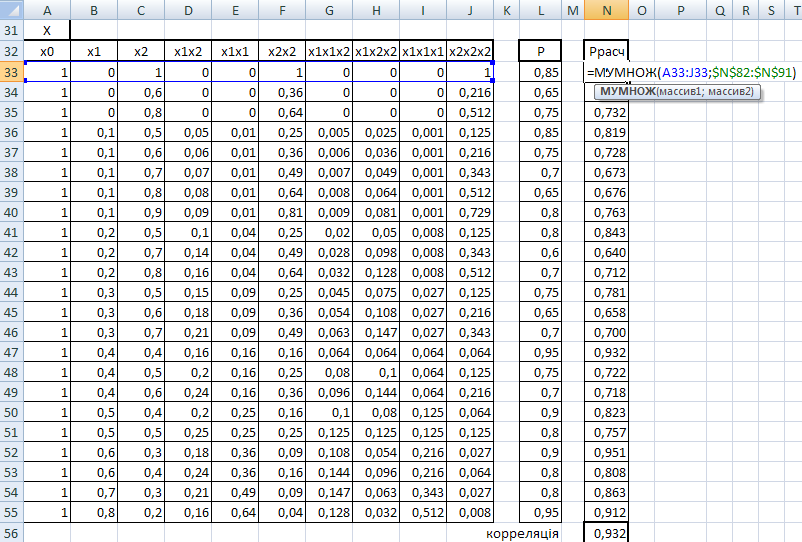 A B C D E F G H I J K L M N O P Q R S T
31 X
32 x0 x1 x2 x1x2 x1x1 x2x2 x1x1x2 x1x2x2 x1x1x1 x2x2x2 P Pрасч
33 1 0 1 0 0 1 0 0 0 1 0,85 =МУМНОЖ(A33:J33;$N$82:$N$91)
34 1 0 0,6 0 0 0,36 0 0 0 0,216 0,65 МУМНОЖ(массив1; массив2)
35 1 0 0,8 0 0 0,64 0 0 0 0,512 0,75 0,732
36 1 0,1 0,5 0,05 0,01 0,25 0,005 0,025 0,001 0,125 0,85 0,819
37 1 0,1 0,6 0,06 0,01 0,36 0,006 0,036 0,001 0,216 0,75 0,728
38 1 0,1 0,7 0,07 0,01 0,49 0,007 0,049 0,001 0,343 0,7 0,673
39 1 0,1 0,8 0,08 0,01 0,64 0,008 0,064 0,001 0,512 0,65 0,676
40 1 0,1 0,9 0,09 0,01 0,81 0,009 0,081 0,001 0,729 0,8 0,763
41 1 0,2 0,5 0,1 0,04 0,25 0,02 0,05 0,008 0,125 0,8 0,843
42 1 0,2 0,7 0,14 0,04 0,49 0,028 0,098 0,008 0,343 0,6 0,640
43 1 0,2 0,8 0,16 0,04 0,64 0,032 0,128 0,008 0,512 0,7 0,712
44 1 0,3 0,5 0,15 0,09 0,25 0,045 0,075 0,027 0,125 0,75 0,781
45 1 0,3 0,6 0,18 0,09 0,36 0,054 0,108 0,027 0,216 0,65 0,658
46 1 0,3 0,7 0,21 0,09 0,49 0,063 0,147 0,027 0,343 0,7 0,700
47 1 0,4 0,4 0,16 0,16 0,16 0,064 0,064 0,064 0,064 0,95 0,932
48 1 0,4 0,5 0,2 0,16 0,25 0,08 0,1 0,064 0,125 0,75 0,722
49 1 0,4 0,6 0,24 0,16 0,36 0,096 0,144 0,064 0,216 0,7 0,718
50 1 0,5 0,4 0,2 0,25 0,16 0,1 0,08 0,125 0,064 0,9 0,823
51 1 0,5 0,5 0,25 0,25 0,25 0,125 0,125 0,125 0,125 0,8 0,757
52 1 0,6 0,3 0,18 0,36 0,09 0,108 0,054 0,216 0,027 0,9 0,951
53 1 0,6 0,4 0,24 0,36 0,16 0,144 0,096 0,216 0,064 0,8 0,808
54 1 0,7 0,3 0,21 0,49 0,09 0,147 0,063 0,343 0,027 0,8 0,863
55 1 0,8 0,2 0,16 0,64 0,04 0,128 0,032 0,512 0,008 0,95 0,912
56 корреляція 0,932